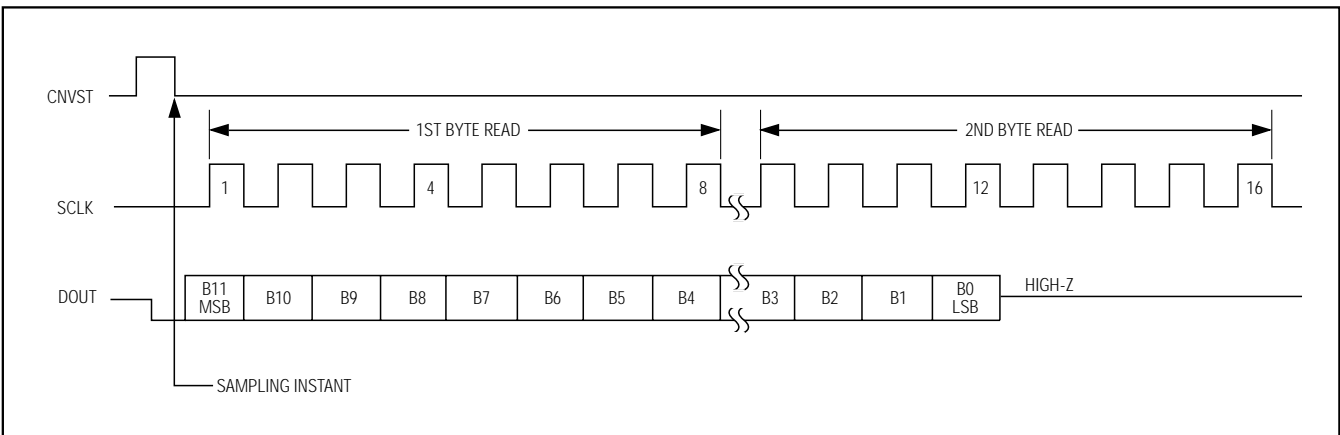 CNVST
1ST BYTE READ
2ND BYTE READ
SCLK
1
4
8
12
16
DOUT
B11
MSB
B10
B9
B8
B7
B6
B5
B4
B3
B2
B1
B0
LSB
HIGH-Z
SAMPLING INSTANT